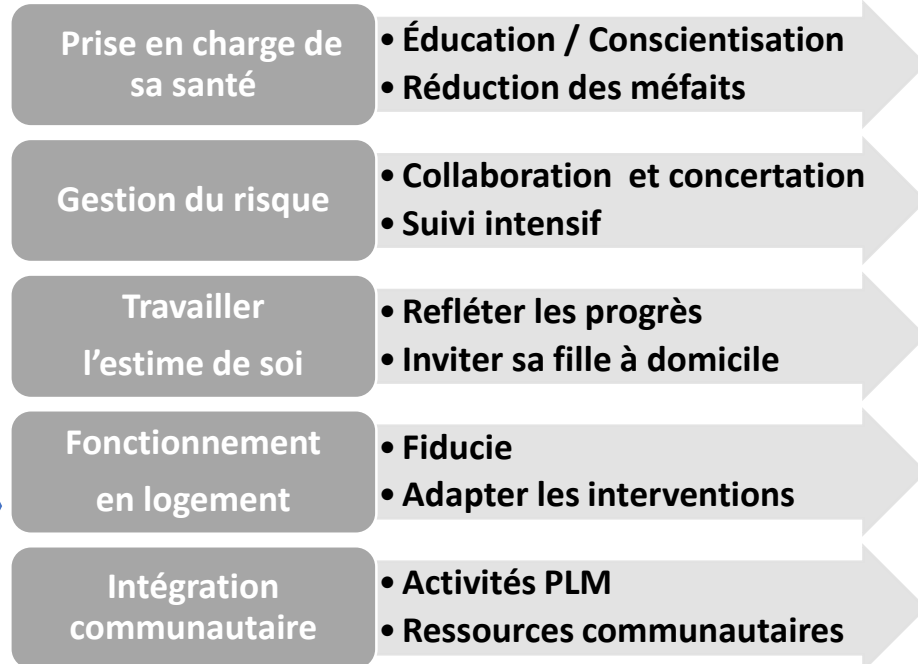 Prise en charge de
sa santé
• Éducation / Conscientisation
• Réduction des méfaits
Gestion du risque
• Collaboration et concertation
• Suivi intensif
Travailler
l’estime de soi
• Refléter les progrès
• Inviter sa fille à domicile
Fonctionnement
en logement
• Fiducie
• Adapter les interventions
Intégration
communautaire
• Activités PLM
• Ressources communautaires